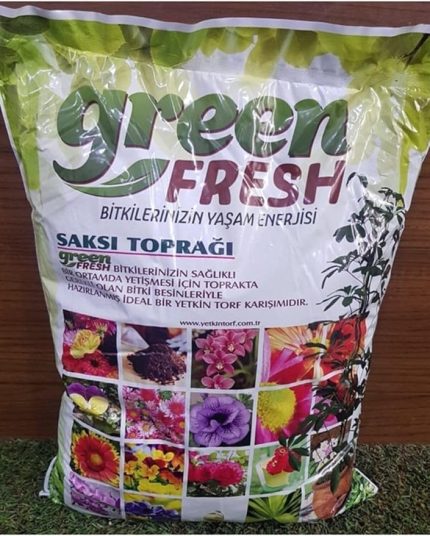 green
FRESH
BİTKİLERİNİZİN YAŞAM ENERJİSİ
SAKSI TOPRAĞI
green
FRESH BİTKİLERİNİZİN SAĞLIKLI
BİR ORTAMDA YETİŞMESİ İÇİN TOPRAKTA
GEREKLİ OLAN BİTKİ BESİNLERİYLE
HAZIRLANMIŞ İDEAL BİR YETKİN TORF KARIŞIMIDIR.
www.yetkintorf.com.tr